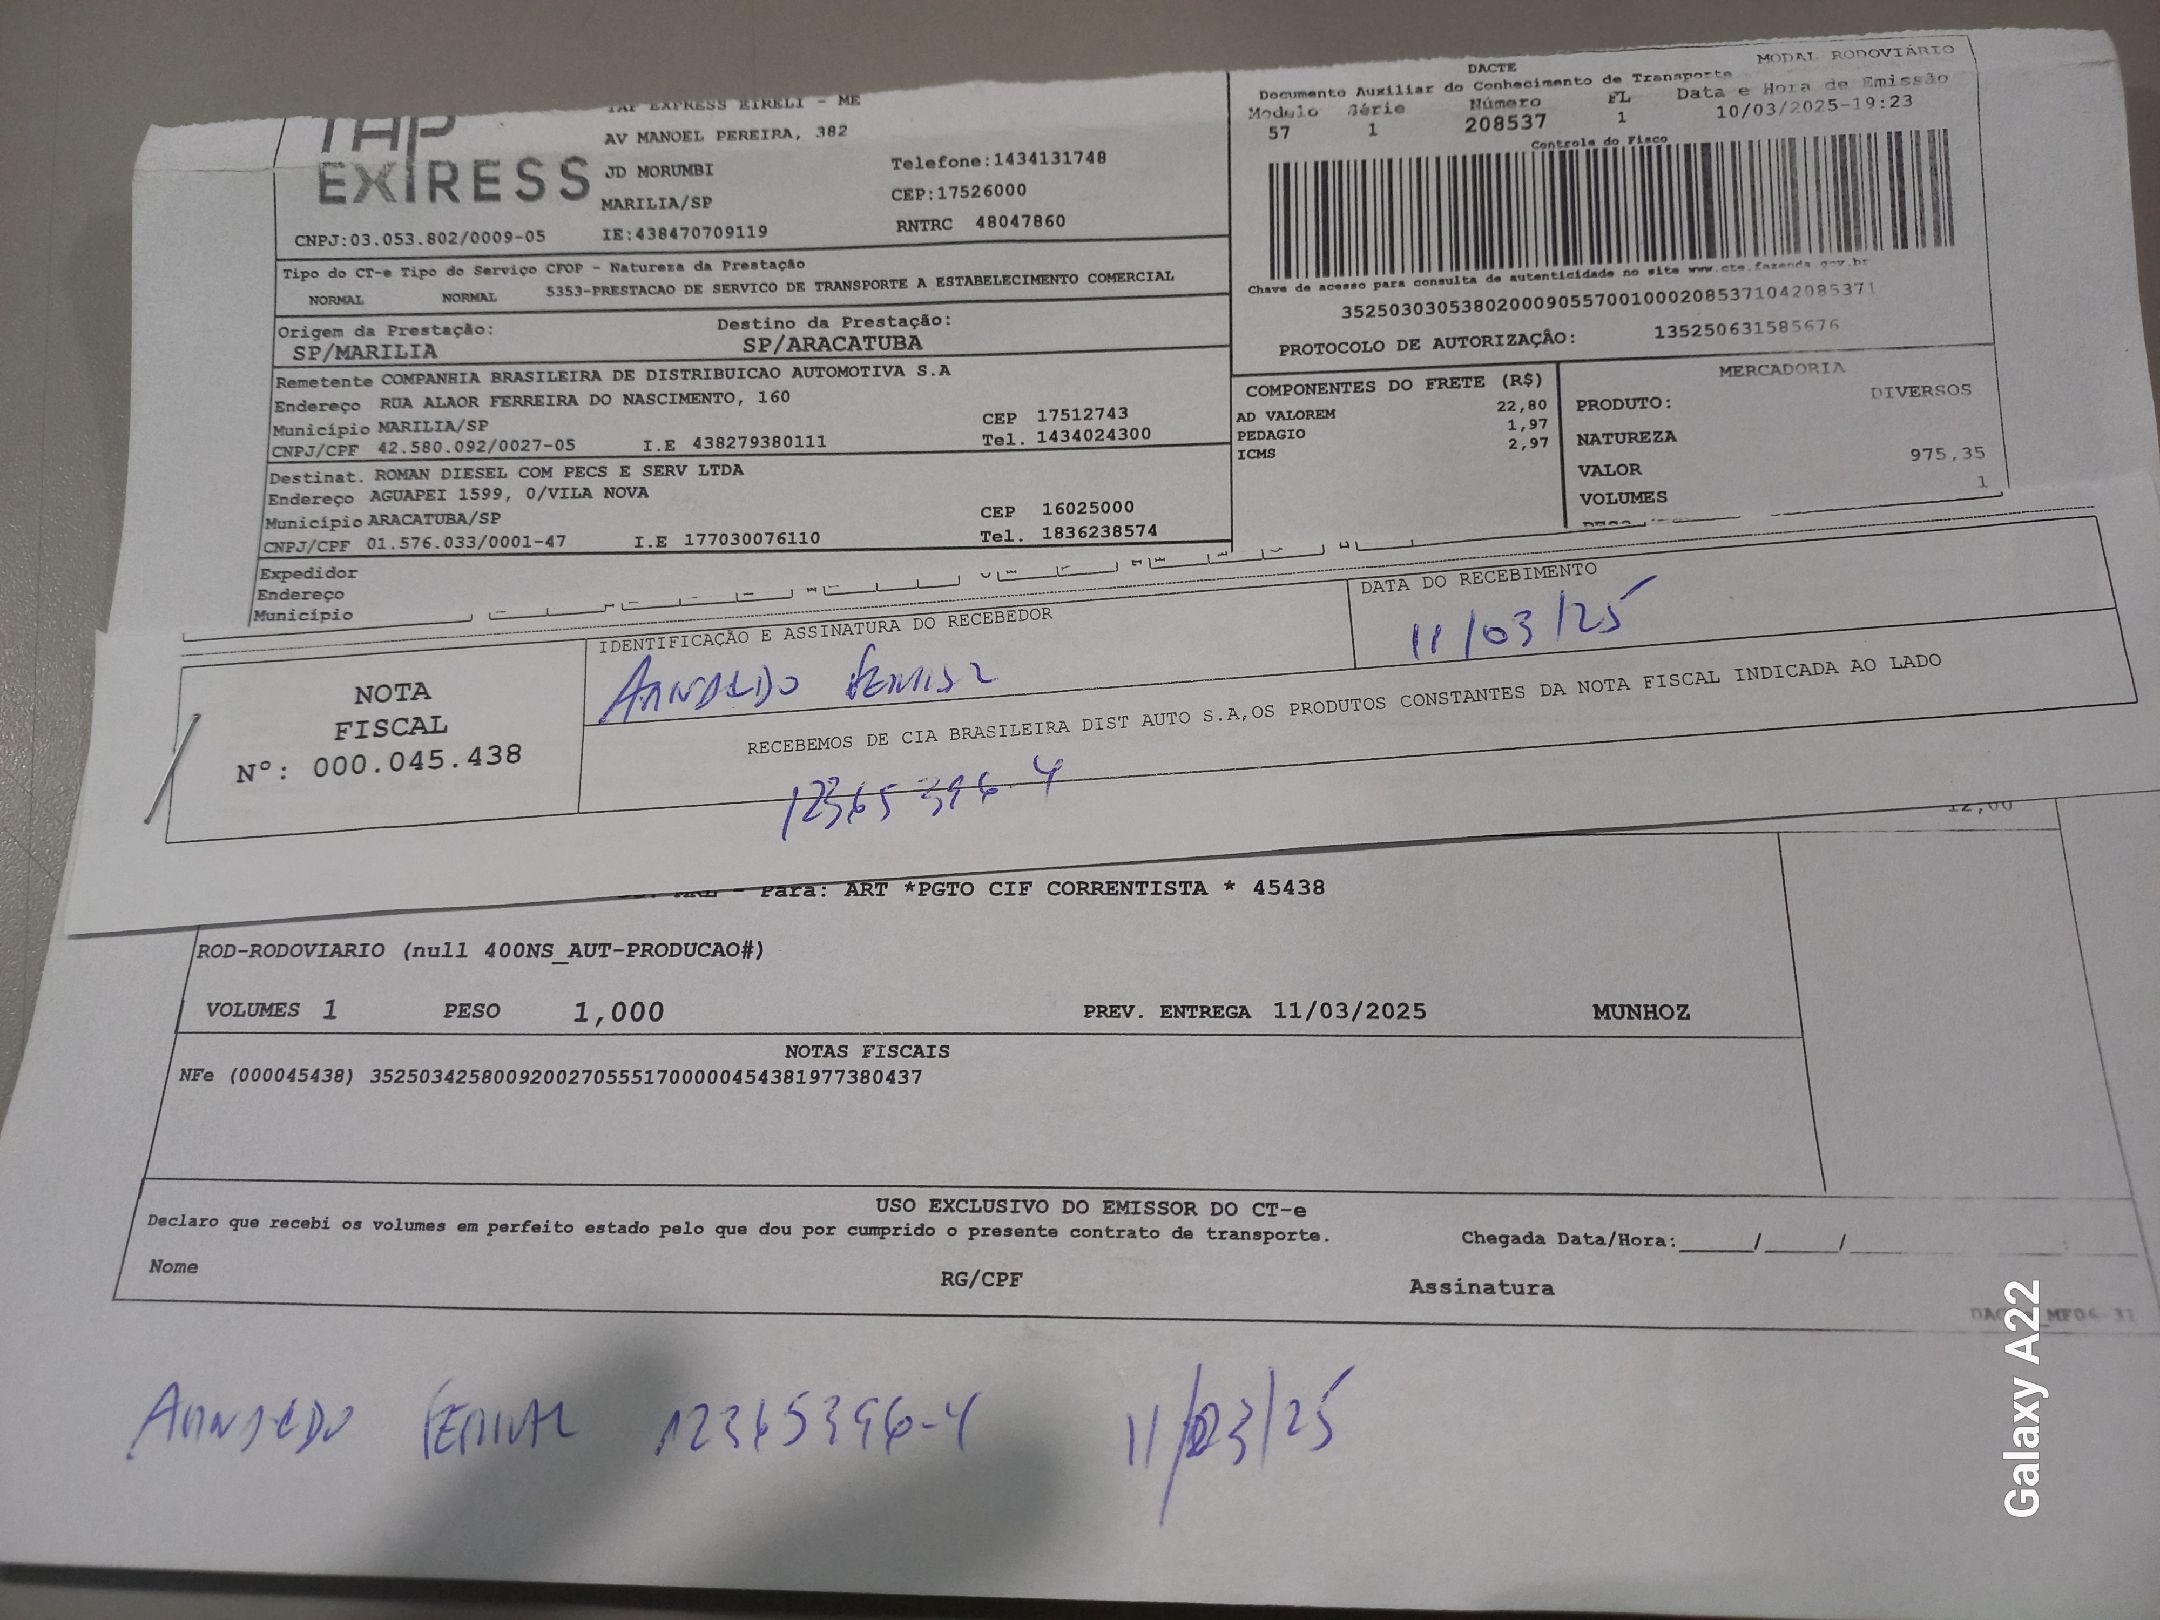 TAP EXPRESS EIRELI - ME
AV MANOEL PEREIRA, 382
JD MORUMBI
MARILIA/SP
IE:438470709119
Telefone:1434131748
CEP:17526000
RNTRC 48047860
TAP
EXIRESS
CNPJ:03.053.802/0009-05
DACTE
MODAL RODOVIÁRIO
Documento Auxiliar do Conhecimento de Transporte
Modulo Série Número FL Data e Hora de Emissão
57 1 208537 1 10/03/2025-19:23
Controle do Fisco
Chave de acesso para consulta de autenticidade no site www.cte.fazenda.gov.br
35250303053802000905570010002085371042085371
PROTOCOLO DE AUTORIZAÇÃO: 135250631585676
Tipo do CT-e Tipo do Serviço CFOP - Natureza da Prestação
NORMAL NORMAL 5353-PRESTACAO DE SERVICO DE TRANSPORTE A ESTABELECIMENTO COMERCIAL
Origem da Prestação: Destino da Prestação:
SP/MARILIA SP/ARACATUBA
Remetente COMPANHIA BRASILEIRA DE DISTRIBUICAO AUTOMOTIVA S.A
Endereço RUA ALAOR FERREIRA DO NASCIMENTO, 160
Município MARILIA/SP CEP 17512743
CNPJ/CPF 42.580.092/0027-05 I.E 438279380111 Tel. 1434024300
Destinat. ROMAN DIESEL COM PECS E SERV LTDA
Endereço AGUAPEI 1599, 0/VILA NOVA
Município ARACATUBA/SP CEP 16025000
CNPJ/CPF 01.576.033/0001-47 I.E 177030076110 Tel. 1836238574
Expedidor
Endereço
Município
COMPONENTES DO FRETE (R$)
AD VALOREM 22,80
PEDAGIO 1,97
ICMS 2,97
MERCADORIA
PRODUTO: DIVERSOS
NATUREZA
VALOR 975,35
VOLUMES 1
NOTA
FISCAL
Nº: 000.045.438
IDENTIFICAÇÃO E ASSINATURA DO RECEBEDOR
DATA DO RECEBIMENTO
11/03/25
RECEBEMOS DE CIA BRASILEIRA DIST AUTO S.A,OS PRODUTOS CONSTANTES DA NOTA FISCAL INDICADA AO LADO
12365396-4
12,00
Para: ART *PGTO CIF CORRENTISTA * 45438
ROD-RODOVIARIO (null 400NS_AUT-PRODUCAO#)
VOLUMES 1 PESO 1,000 PREV. ENTREGA 11/03/2025 MUNHOZ
NOTAS FISCAIS
NFe (000045438) 35250342580092002705551700000454381977380437
USO EXCLUSIVO DO EMISSOR DO CT-e
Declaro que recebi os volumes em perfeito estado pelo que dou por cumprido o presente contrato de transporte.
Chegada Data/Hora:_____/_____/
Nome RG/CPF Assinatura
12365396-4 11/03/25
Galaxy A22